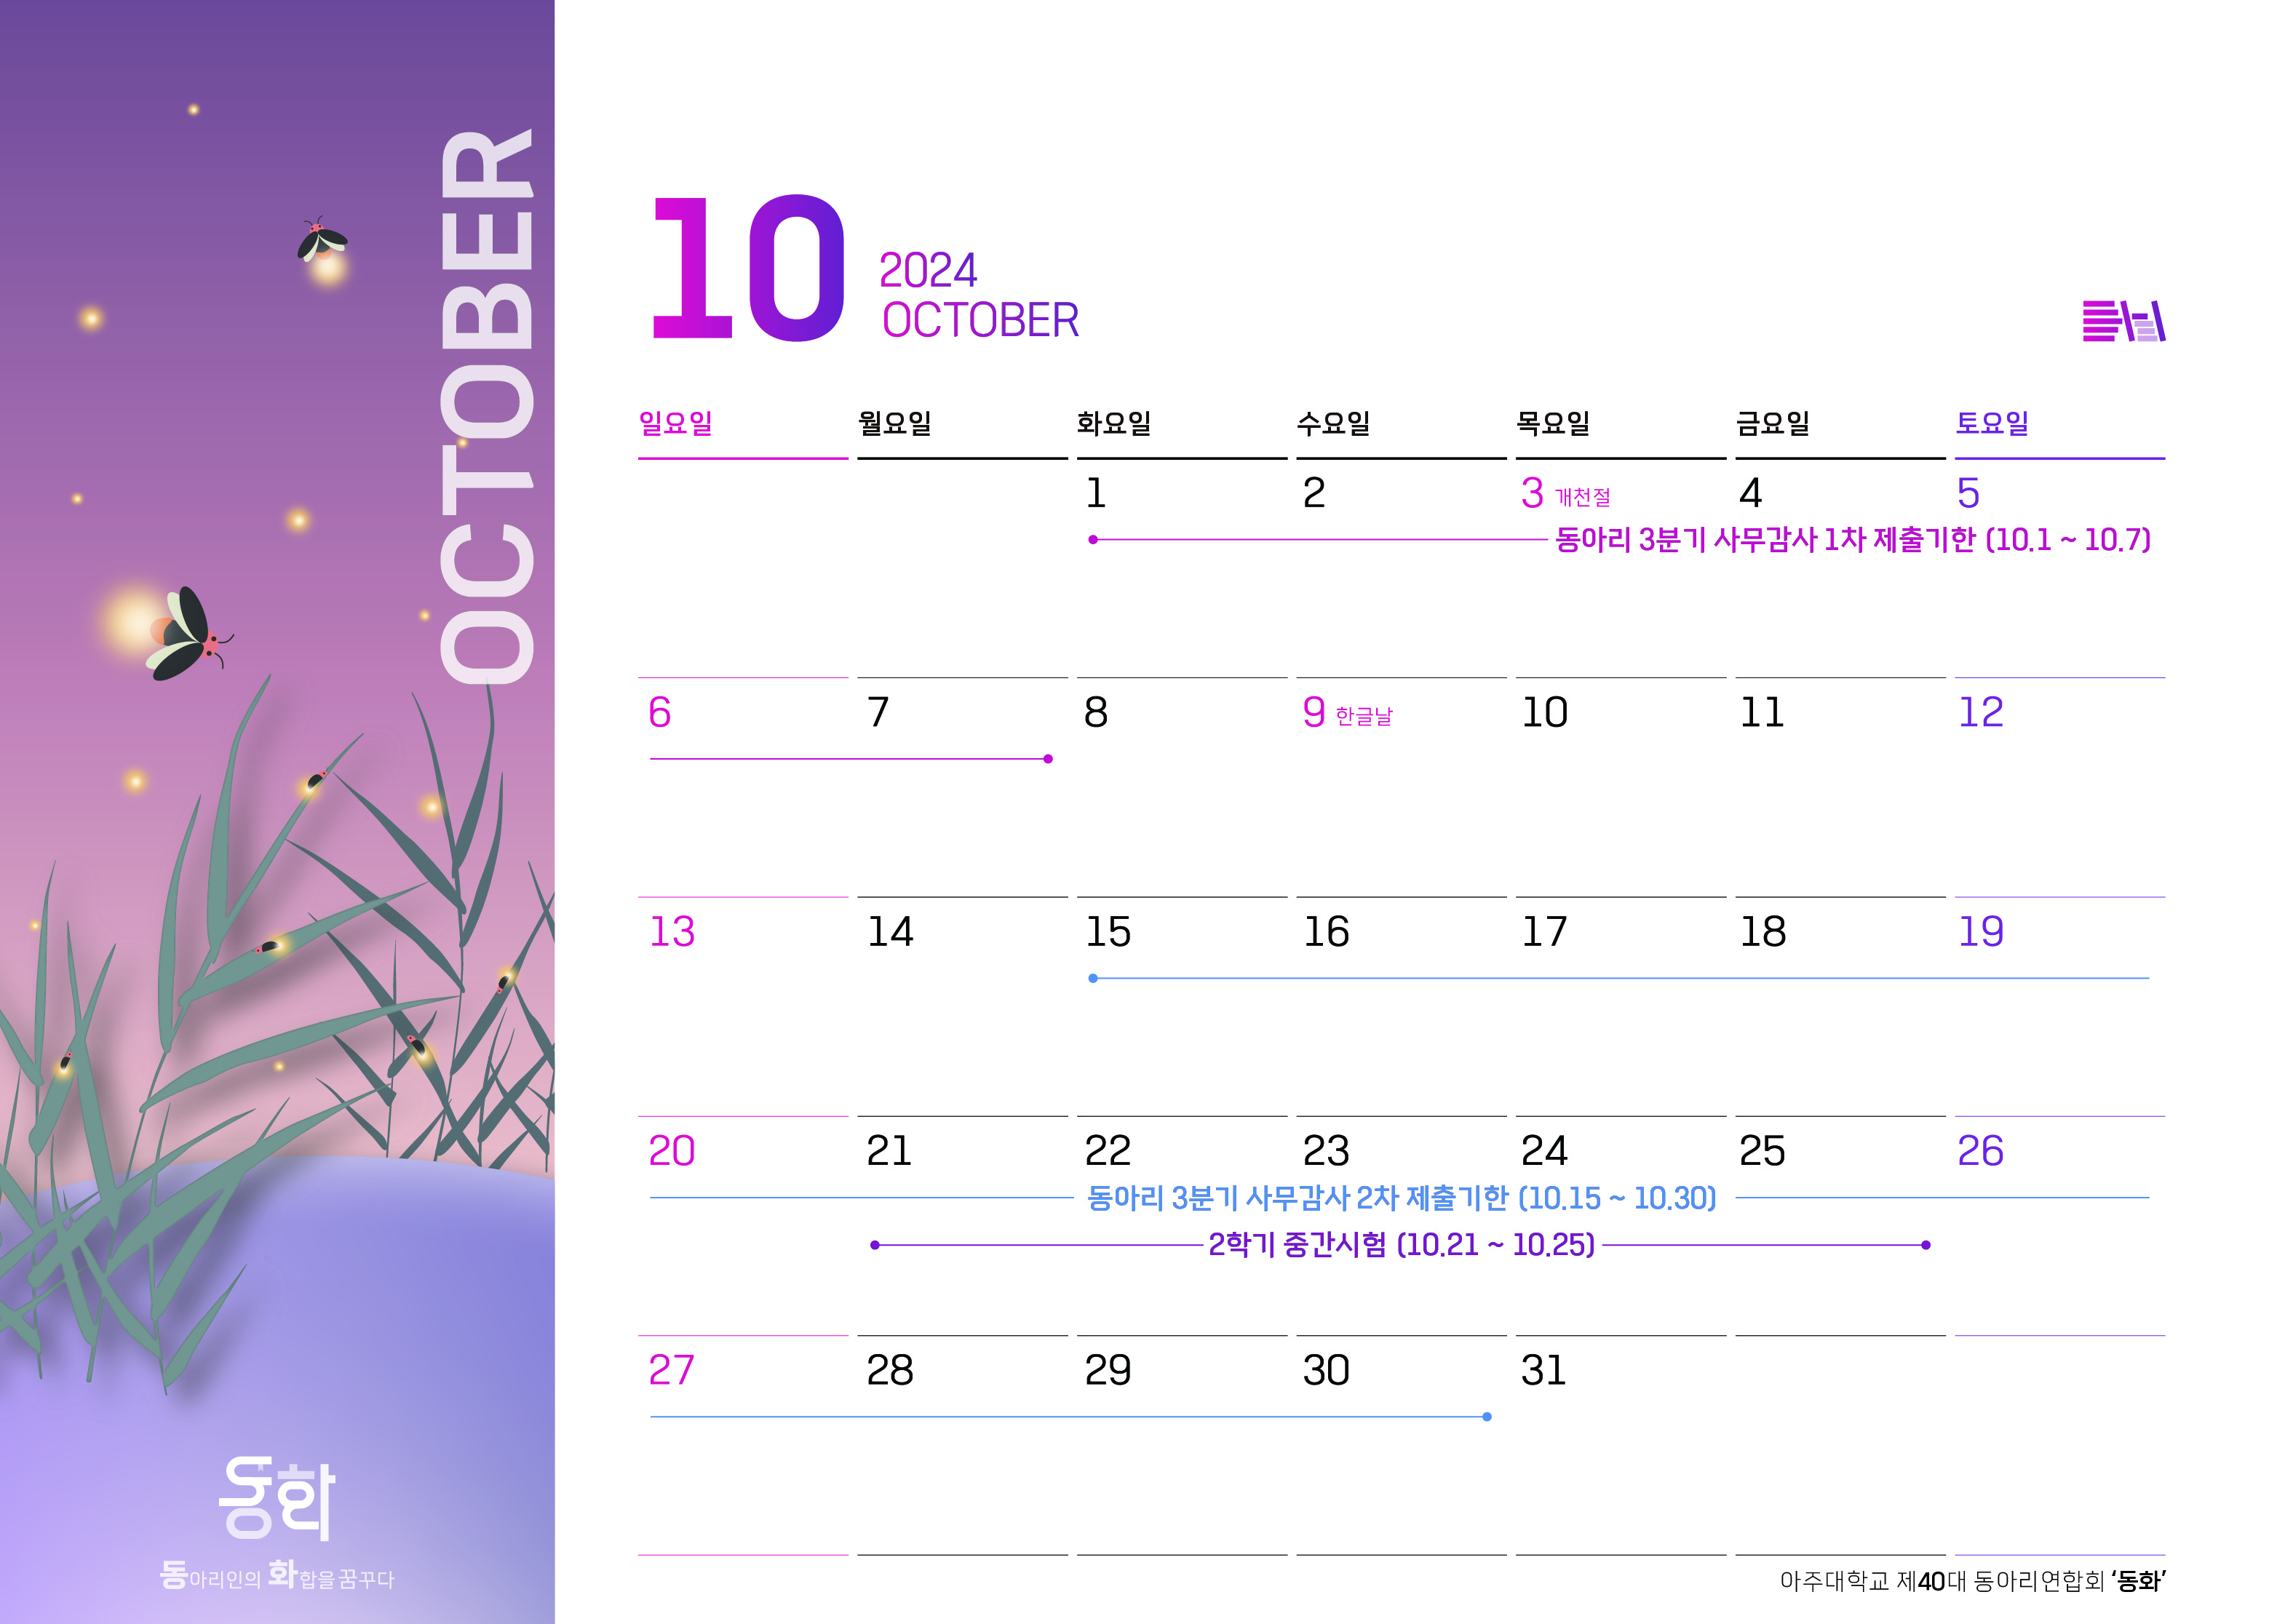 OCTOBER
10
2024
OCTOBER
일요일 월요일 화요일 수요일 목요일 금요일 토요일
1 2 3 개천절 4 5
동아리 3분기 사무감사 1차 제출기한 (10.1 ~ 10.7)
6 7 8 9 한글날 10 11 12
13 14 15 16 17 18 19
20 21 22 23 24 25 26
동아리 3분기 사무감사 2차 제출기한 (10.15 ~ 10.30)
2학기 중간시험 (10.21 ~ 10.25)
27 28 29 30 31
동화
동아리인의 화합을 꿈꾸다
아주대학교 제40대 동아리연합회 ‘동화’